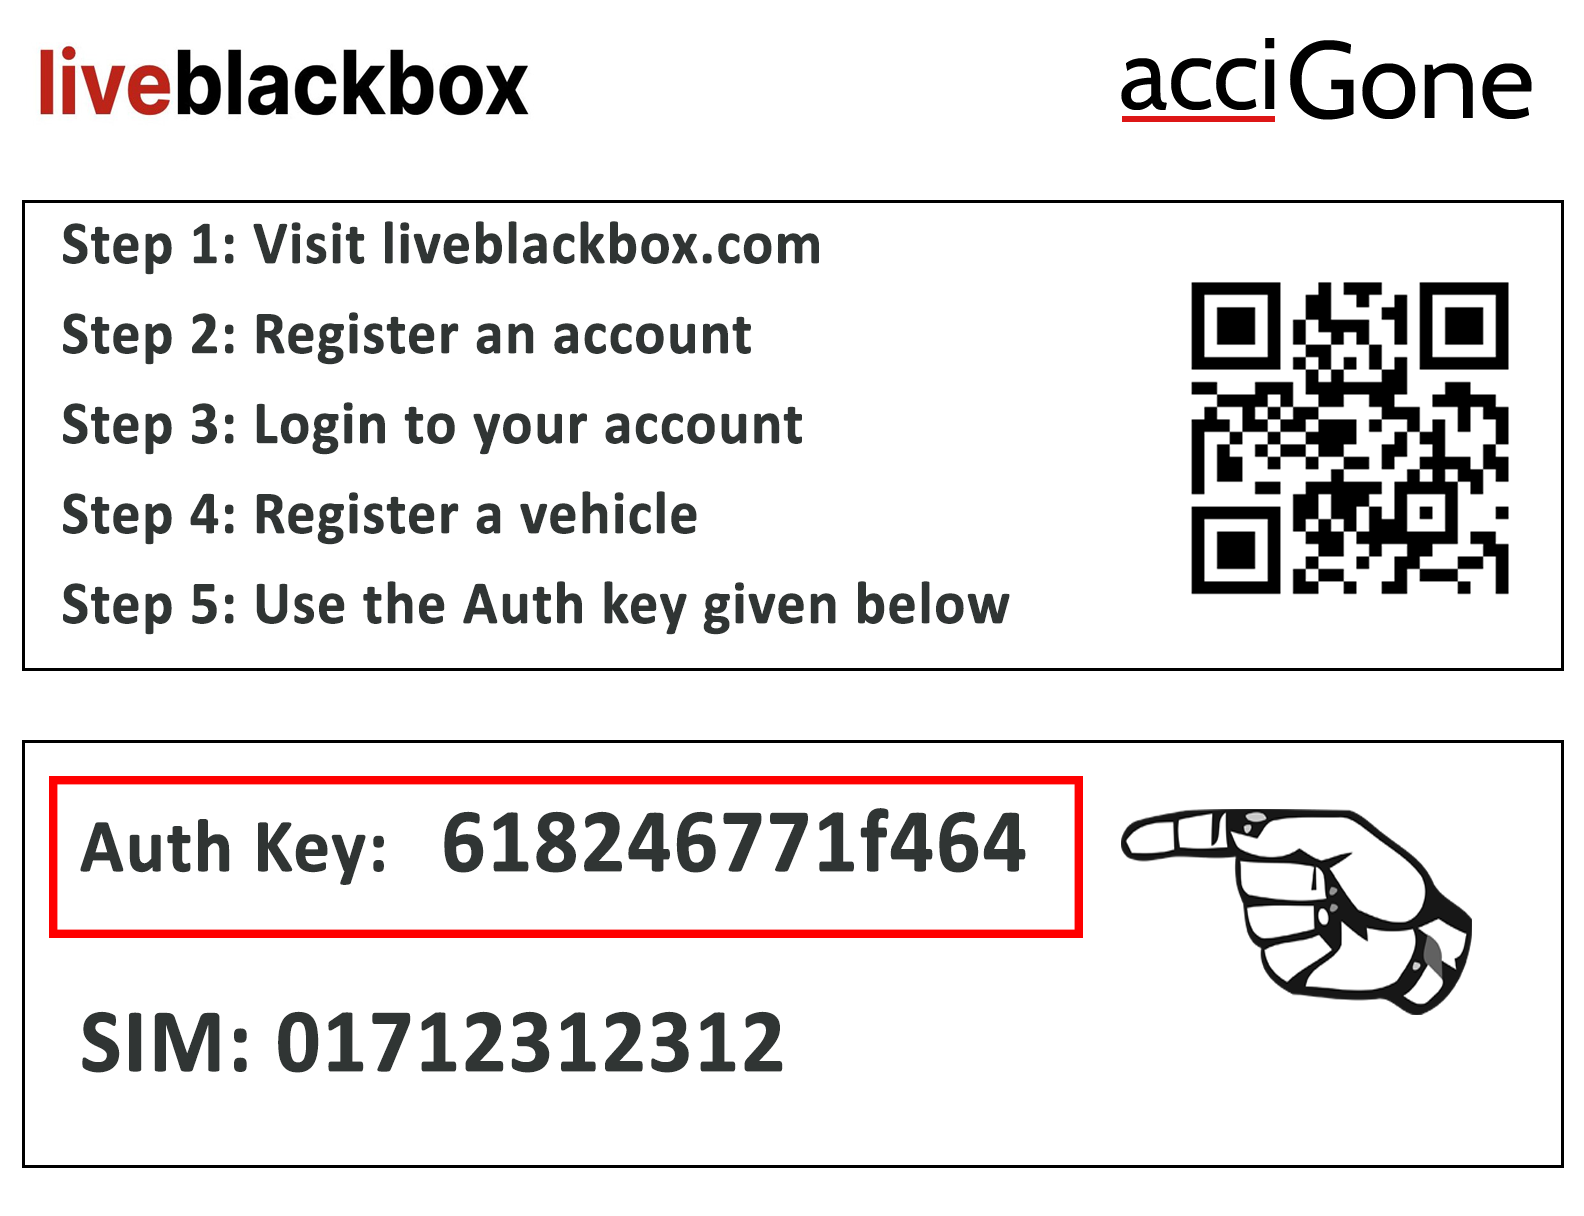 liveblackbox
acciGone
Step 1: Visit liveblackbox.com
Step 2: Register an account
Step 3: Login to your account
Step 4: Register a vehicle
Step 5: Use the Auth key given below
Auth Key: 618246771f464
SIM: 01712312312